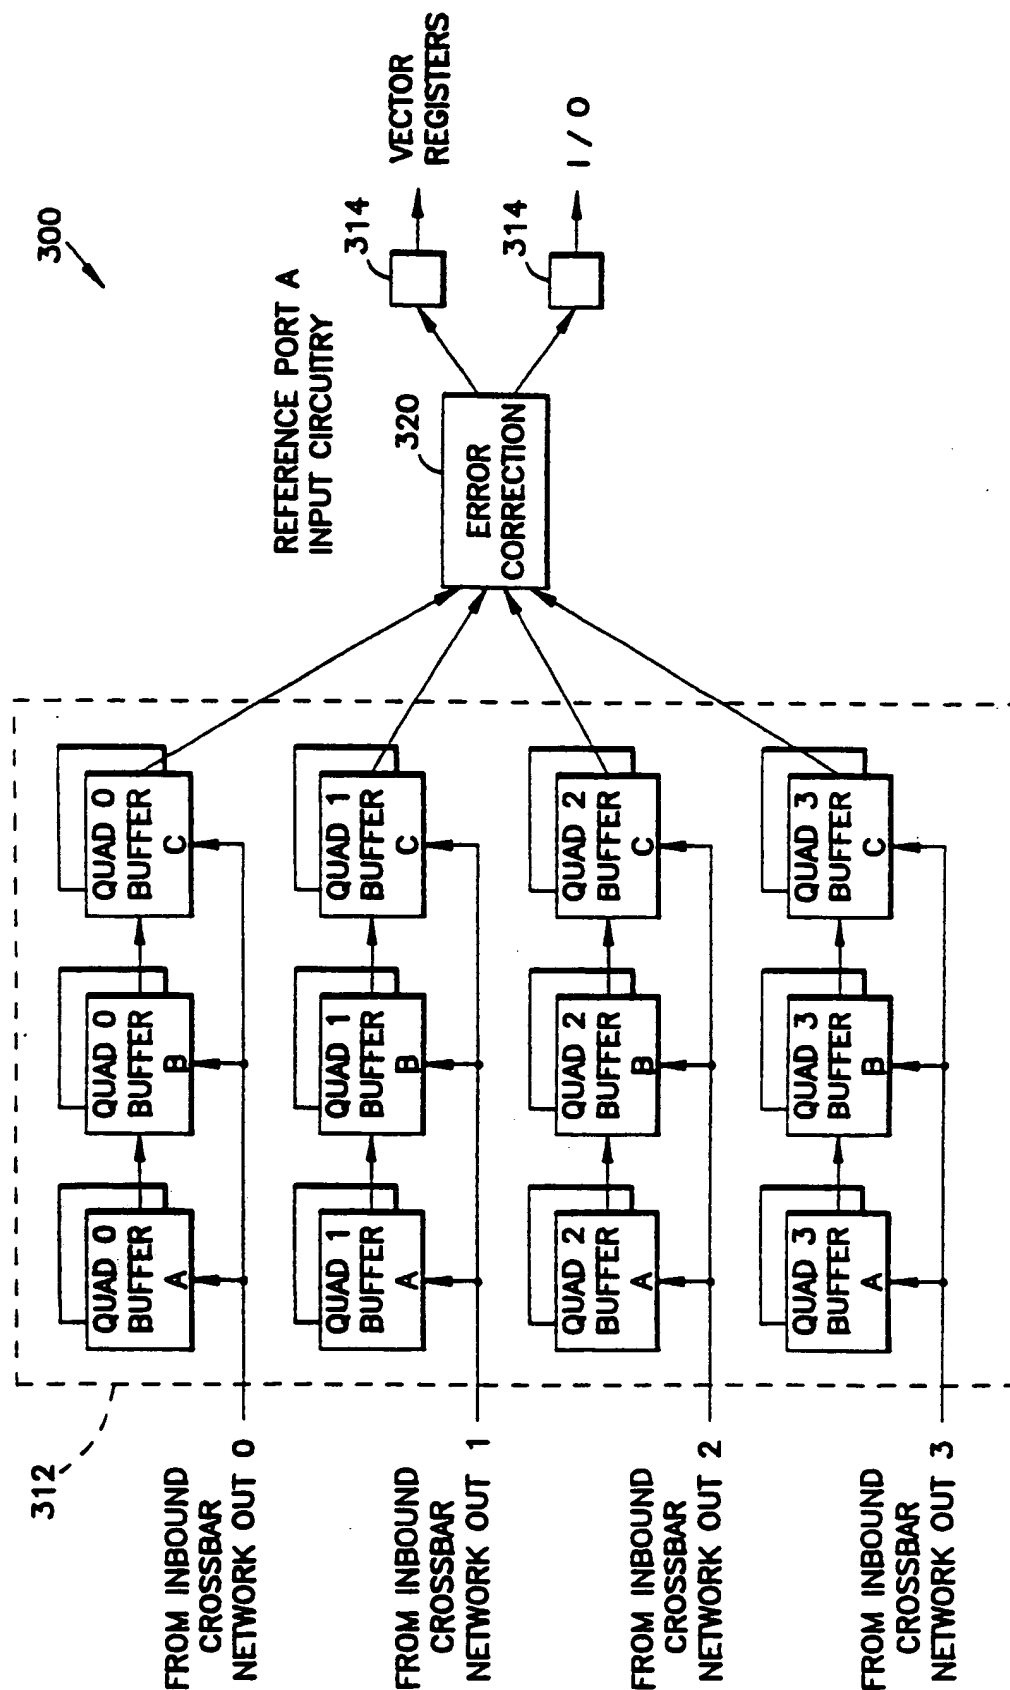 300
REFERENCE PORT A
INPUT CIRCUITRY
312
FROM INBOUND
CROSSBAR
NETWORK OUT 0
QUAD 0
BUFFER
A
QUAD 0
BUFFER
B
QUAD 0
BUFFER
C
FROM INBOUND
CROSSBAR
NETWORK OUT 1
QUAD 1
BUFFER
A
QUAD 1
BUFFER
B
QUAD 1
BUFFER
C
FROM INBOUND
CROSSBAR
NETWORK OUT 2
QUAD 2
BUFFER
A
QUAD 2
BUFFER
B
QUAD 2
BUFFER
C
FROM INBOUND
CROSSBAR
NETWORK OUT 3
QUAD 3
BUFFER
A
QUAD 3
BUFFER
B
QUAD 3
BUFFER
C
320
ERROR
CORRECTION
314
VECTOR
REGISTERS
314
I / O